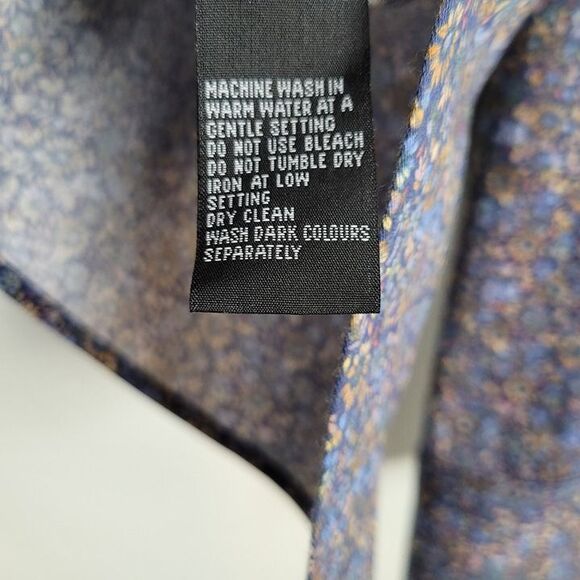 MACHINE WASH IN
WARM WATER AT A
GENTLE SETTING
DO NOT USE BLEACH
DO NOT TUMBLE DRY
IRON AT LOW
SETTING
DRY CLEAN
WASH DARK COLOURS
SEPARATELY